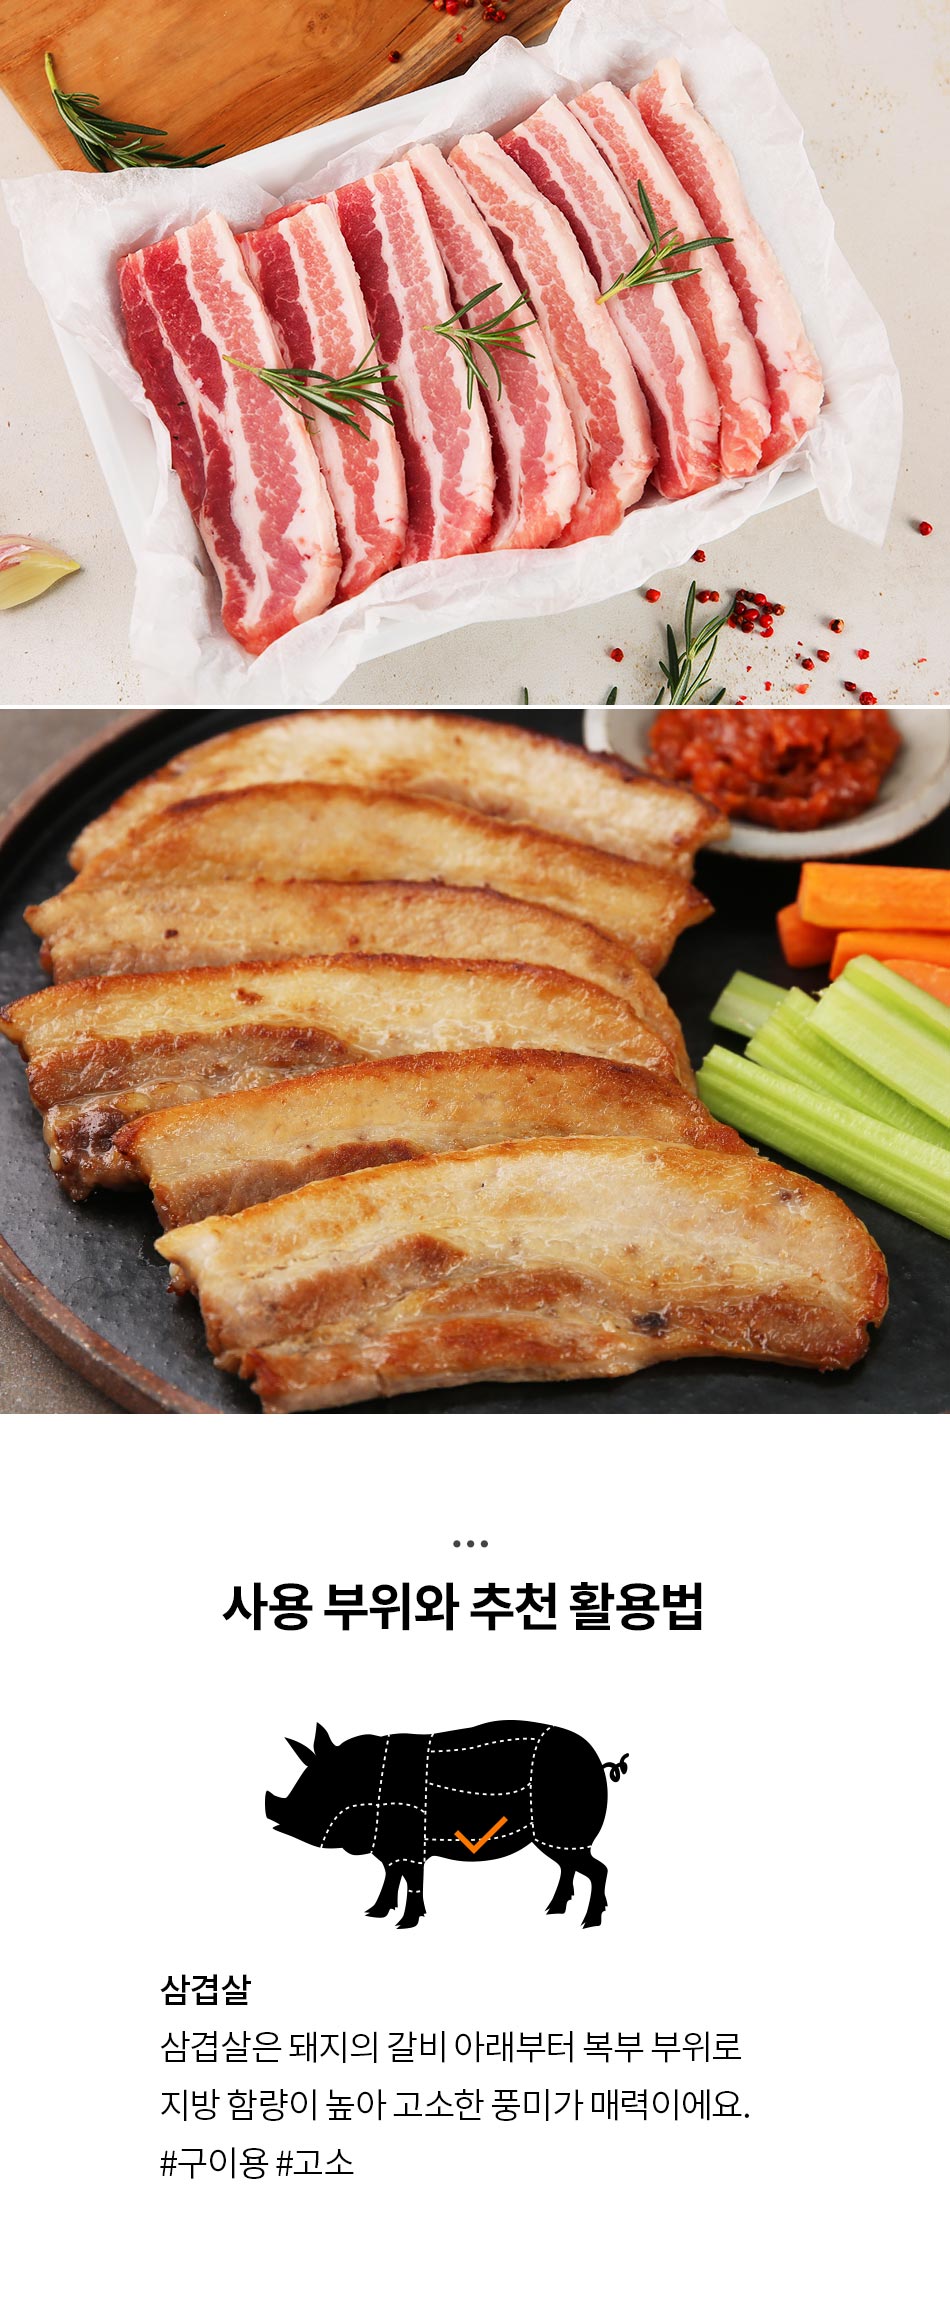 사용 부위와 추천 활용법
삼겹살
삼겹살은 돼지의 갈비 아래부터 복부 부위로
지방 함량이 높아 고소한 풍미가 매력이에요.
#구이용 #고소